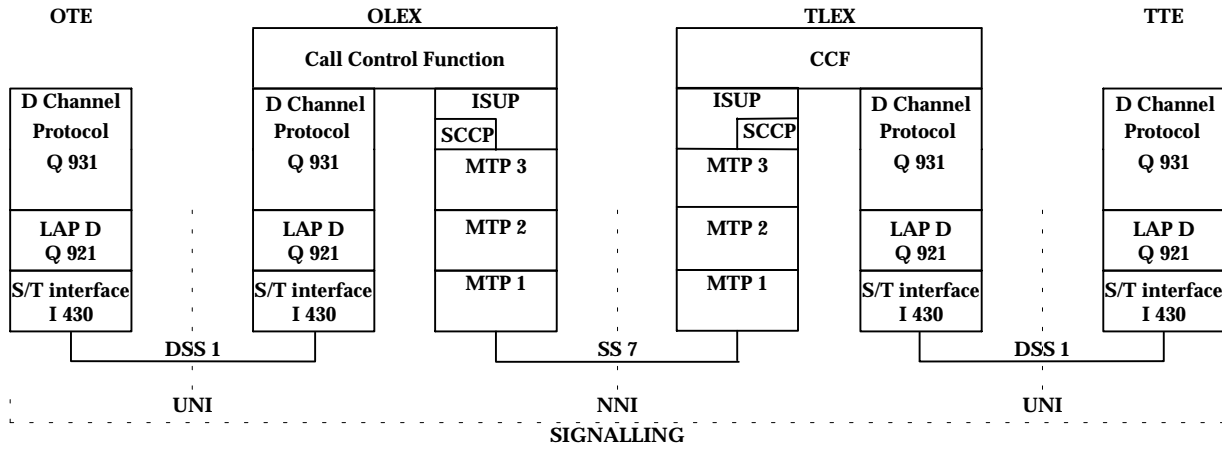 OTE
OLEX
TLEX
TTE
Call Control Function
CCF
D Channel
Protocol
Q 931
LAP D
Q 921
S/T interface
I 430
D Channel
Protocol
Q 931
LAP D
Q 921
S/T interface
I 430
ISUP
SCCP
MTP 3
MTP 2
MTP 1
ISUP
SCCP
MTP 3
MTP 2
MTP 1
D Channel
Protocol
Q 931
LAP D
Q 921
S/T interface
I 430
D Channel
Protocol
Q 931
LAP D
Q 921
S/T interface
I 430
DSS 1
SS 7
DSS 1
UNI
NNI
UNI
SIGNALLING